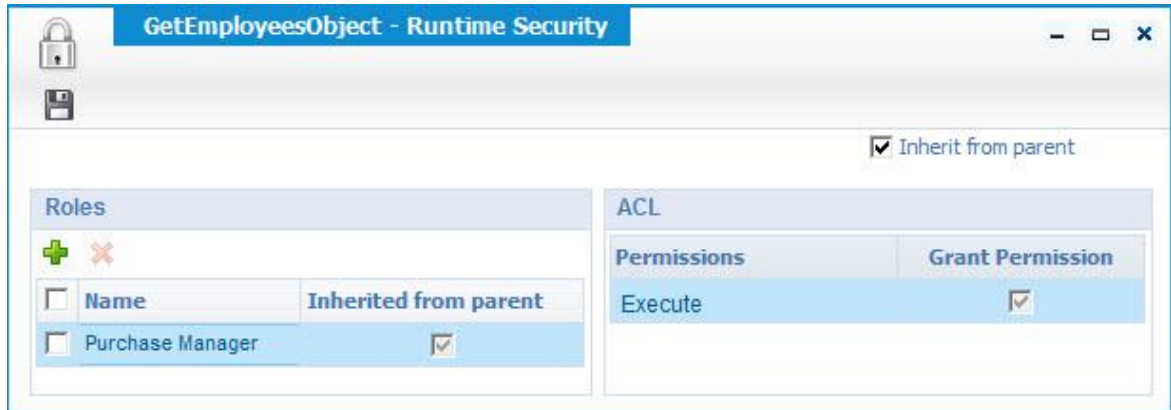 GetEmployeesObject - Runtime Security
Inherit from parent
Roles
ACL
Name Inherited from parent
Purchase Manager
Permissions Grant Permission
Execute